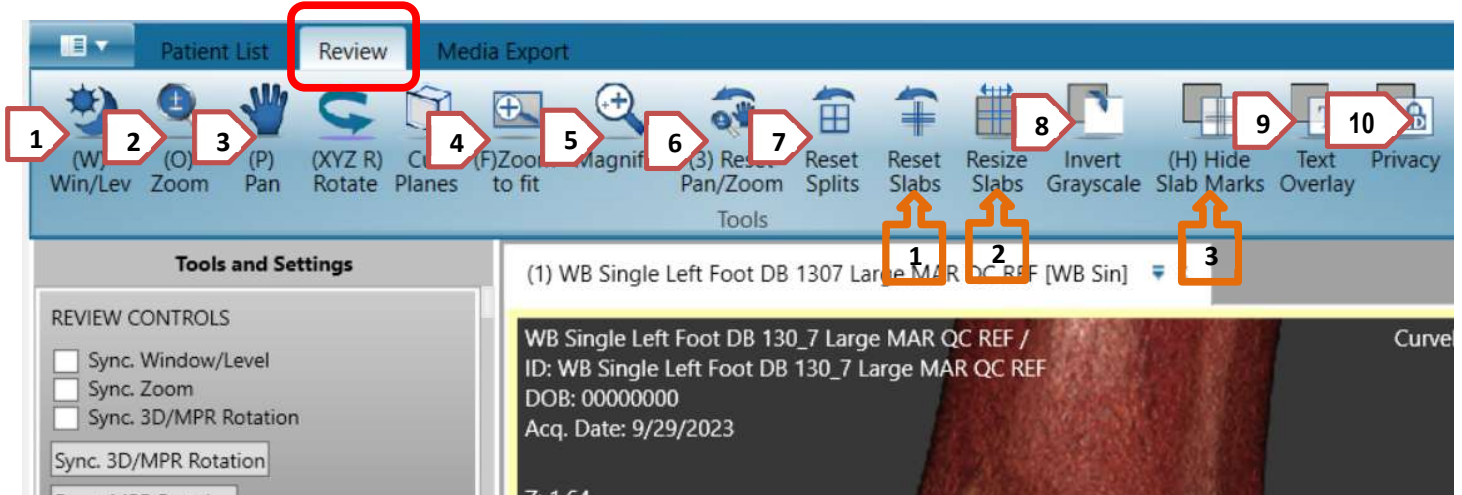 Patient List Review Media Export
1 2 3 4 5 6 7 8 9 10
(W) (O) (P) (XYZ R) (F)Zoom (3) Reset Reset Reset Resize Invert (H) Hide Text Privacy
Win/Lev Zoom Pan Rotate Planes to fit Pan/Zoom Splits Slabs Slabs Grayscale Slab Marks Overlay
Tools
1 2 3
Tools and Settings
(1) WB Single Left Foot DB 1307 Large MAR QC REF [WB Sin]
REVIEW CONTROLS
Sync. Window/Level
Sync. Zoom
Sync. 3D/MPR Rotation
Sync. 3D/MPR Rotation
WB Single Left Foot DB 130_7 Large MAR QC REF /
ID: WB Single Left Foot DB 130_7 Large MAR QC REF
DOB: 00000000
Acq. Date: 9/29/2023